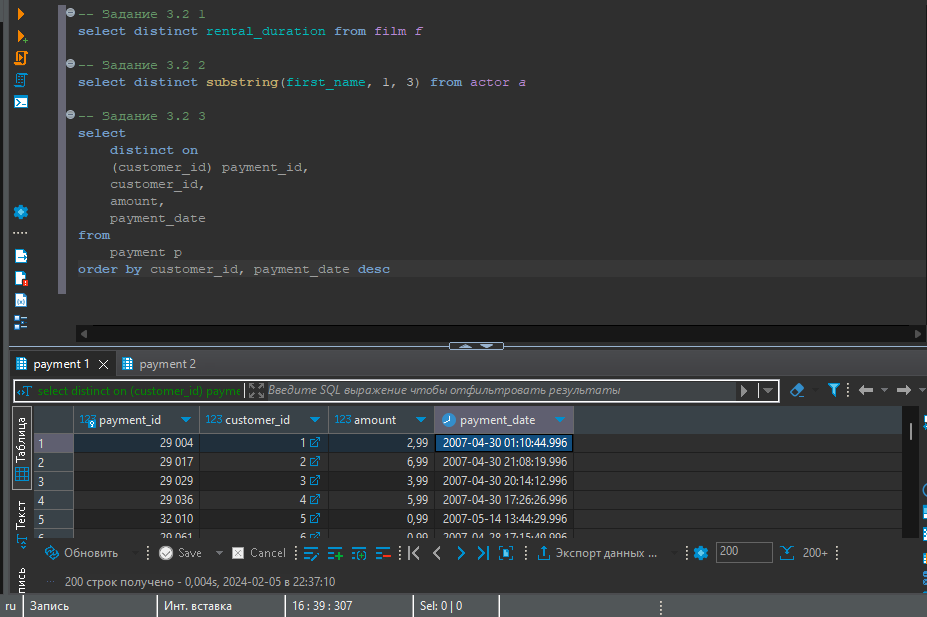 -- Задание 3.2 1
select distinct rental_duration from film f
-- Задание 3.2 2
select distinct substring(first_name, 1, 3) from actor a
-- Задание 3.2 3
select
distinct on
(customer_id) payment_id,
customer_id,
amount,
payment_date
from
payment p
order by customer_id, payment_date desc
payment 1 payment 2
select distinct on (customer_id) payme Введите SQL выражение чтобы отфильтровать результаты
Таблица
Текст
пись
123 payment_id 123 customer_id 123 amount payment_date
1 29 004 1 2,99 2007-04-30 01:10:44.996
2 29 017 2 6,99 2007-04-30 21:08:19.996
3 29 029 3 3,99 2007-04-30 20:14:12.996
4 29 036 4 5,99 2007-04-30 17:26:26.996
5 32 010 5 0,99 2007-05-14 13:44:29.996
6 29 061 6 0,99 2007-04-28 17:15:49.996
Обновить Save Cancel Экспорт данных ... 200 200+
200 строк получено - 0,004s, 2024-02-05 в 22:37:10
ru Запись Инт. вставка 16 : 39 : 307 Sel: 0 | 0